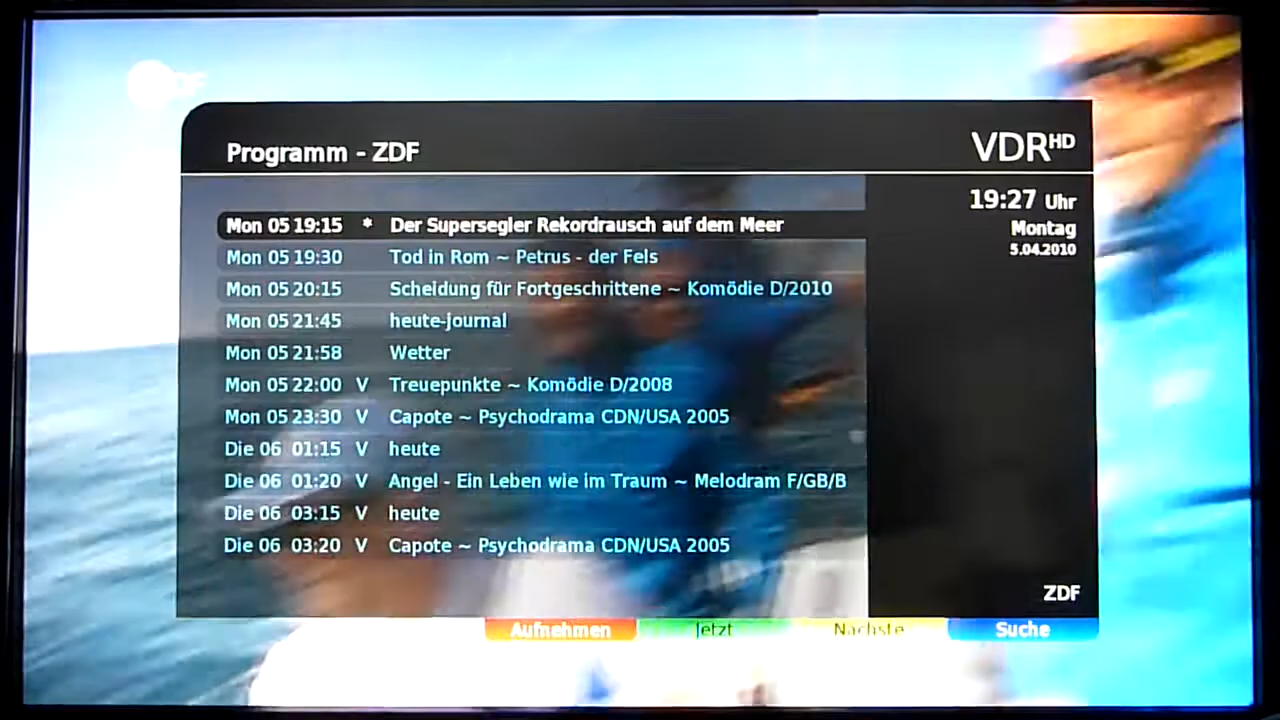 Programm - ZDF
VDR HD
19:27 Uhr
Montag
5.04.2010
Mon 05 19:15 * Der Supersegler Rekordrausch auf dem Meer
Mon 05 19:30 Tod in Rom ~ Petrus - der Fels
Mon 05 20:15 Scheidung für Fortgeschrittene ~ Komödie D/2010
Mon 05 21:45 heute-journal
Mon 05 21:58 Wetter
Mon 05 22:00 V Treuepunkte ~ Komödie D/2008
Mon 05 23:30 V Capote ~ Psychodrama CDN/USA 2005
Die 06 01:15 V heute
Die 06 01:20 V Angel - Ein Leben wie im Traum ~ Melodram F/GB/B
Die 06 03:15 V heute
Die 06 03:20 V Capote ~ Psychodrama CDN/USA 2005
ZDF
Aufnehmen Jetzt Nächste Suche